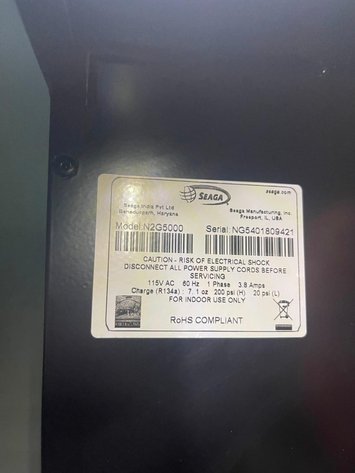 SEAGA
seaga.com
Seaga India Pvt Ltd
Bahadurgarh, Haryana
Seaga Manufacturing, Inc.
Freeport, IL, USA
Model:N2G5000
Serial:NG5401809421
CAUTION - RISK OF ELECTRICAL SHOCK
DISCONNECT ALL POWER SUPPLY CORDS BEFORE
SERVICING
115V AC 60 Hz 1 Phase 3.8 Amps
Charge (R134a): 7.1 oz 200 psi (H) 20 psi (L)
FOR INDOOR USE ONLY
RoHS COMPLIANT